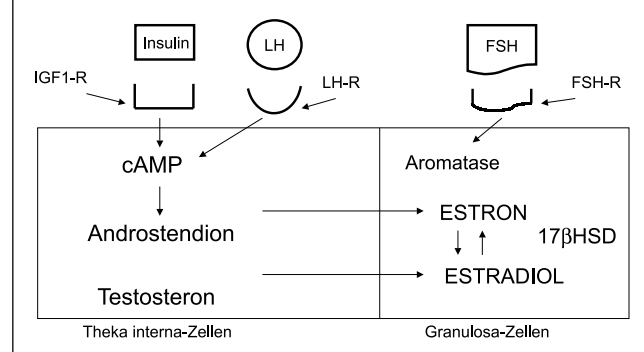 Insulin
LH
FSH
IGF1-R
LH-R
FSH-R
cAMP
Aromatase
Androstendion
ESTRON
17βHSD
ESTRADIOL
Testosteron
Theka interna-Zellen
Granulosa-Zellen